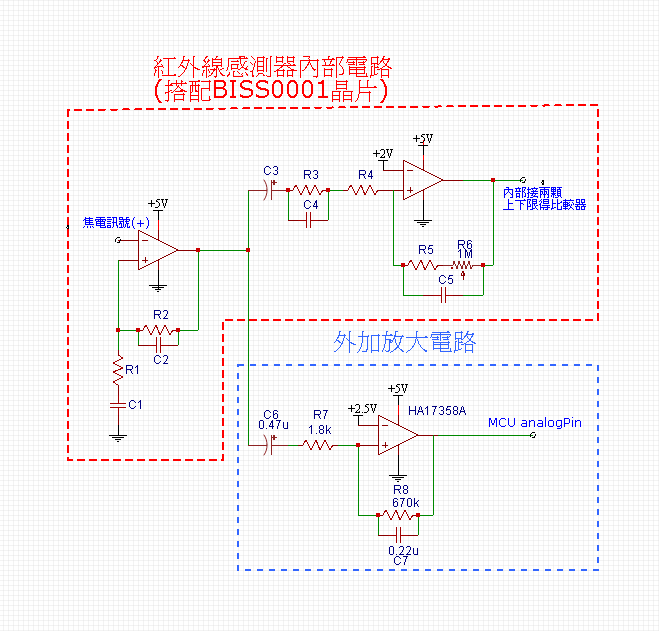 紅外線感測器內部電路
(搭配BISS0001晶片)
+5V
+2V
C3
R3
R4
C4
內部接兩顆
上下限得比較器
+5V
焦電訊號(+)
R5
R6
1M
C5
R2
C2
R1
C1
外加放大電路
+5V
+2.5V
HA17358A
C6
0.47u
R7
1.8k
MCU analogPin
R8
670k
0.22u
C7